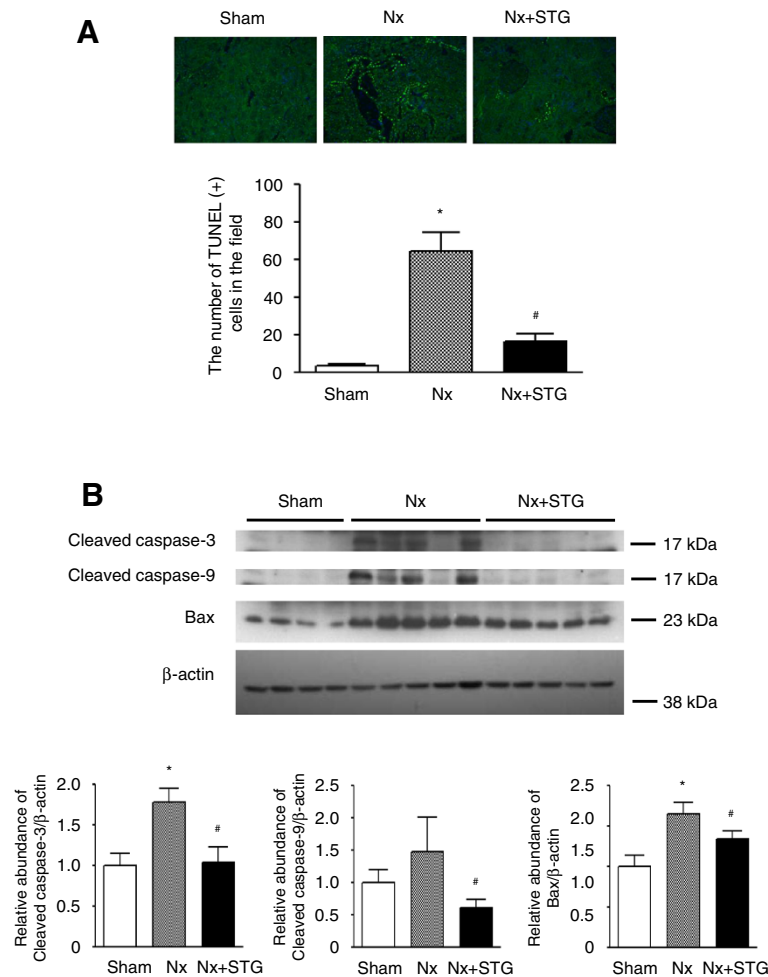 A
Sham Nx Nx+STG
The number of TUNEL (+)
cells in the field
100
80
60
40
20
0
*
#
Sham Nx Nx+STG
B
Sham Nx Nx+STG
Cleaved caspase-3 17 kDa
Cleaved caspase-9 17 kDa
Bax 23 kDa
β-actin
38 kDa
Relative abundance of
Cleaved caspase-3/β-actin
2.0
1.5
1.0
0.5
0
*
#
Sham Nx Nx+STG
Relative abundance of
Cleaved caspase-9/β-actin
2.5
2.0
1.5
1.0
0.5
0
#
Sham Nx Nx+STG
Relative abundance of
Bax/β-actin
2.5
2.0
1.5
1.0
0.5
0
*
#
Sham Nx Nx+STG